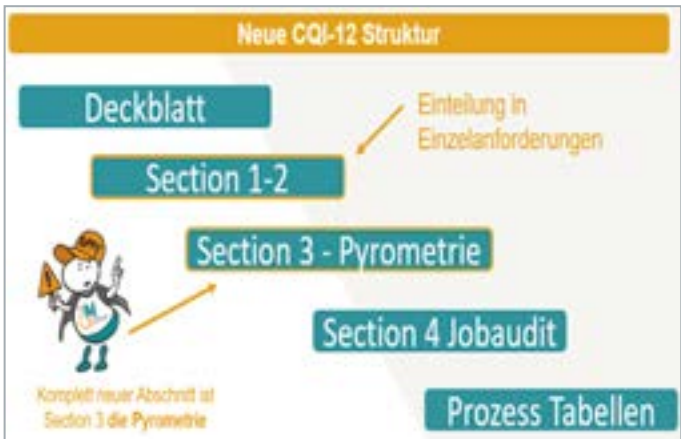 Neue CQI-12 Struktur
Deckblatt
Einteilung in
Einzelanforderungen
Section 1-2
Section 3 - Pyrometrie
Section 4 Jobaudit
Komplett neuer Abschnitt ist
Section 3 die Pyrometrie
Prozess Tabellen